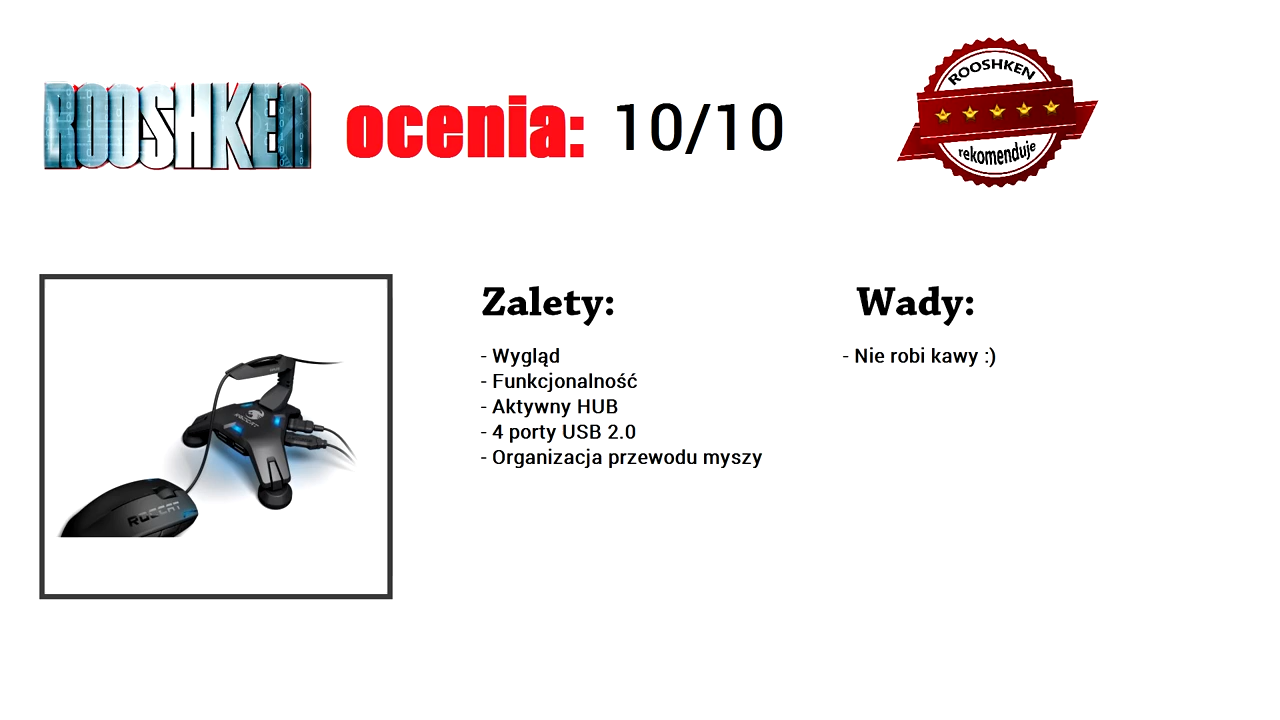 ROOSHKEN ocenia: 10/10
ROOSHKEN
rekomenduje
Zalety:
- Wygląd
- Funkcjonalność
- Aktywny HUB
- 4 porty USB 2.0
- Organizacja przewodu myszy
Wady:
- Nie robi kawy :)
ROCCAT
ROCCAT